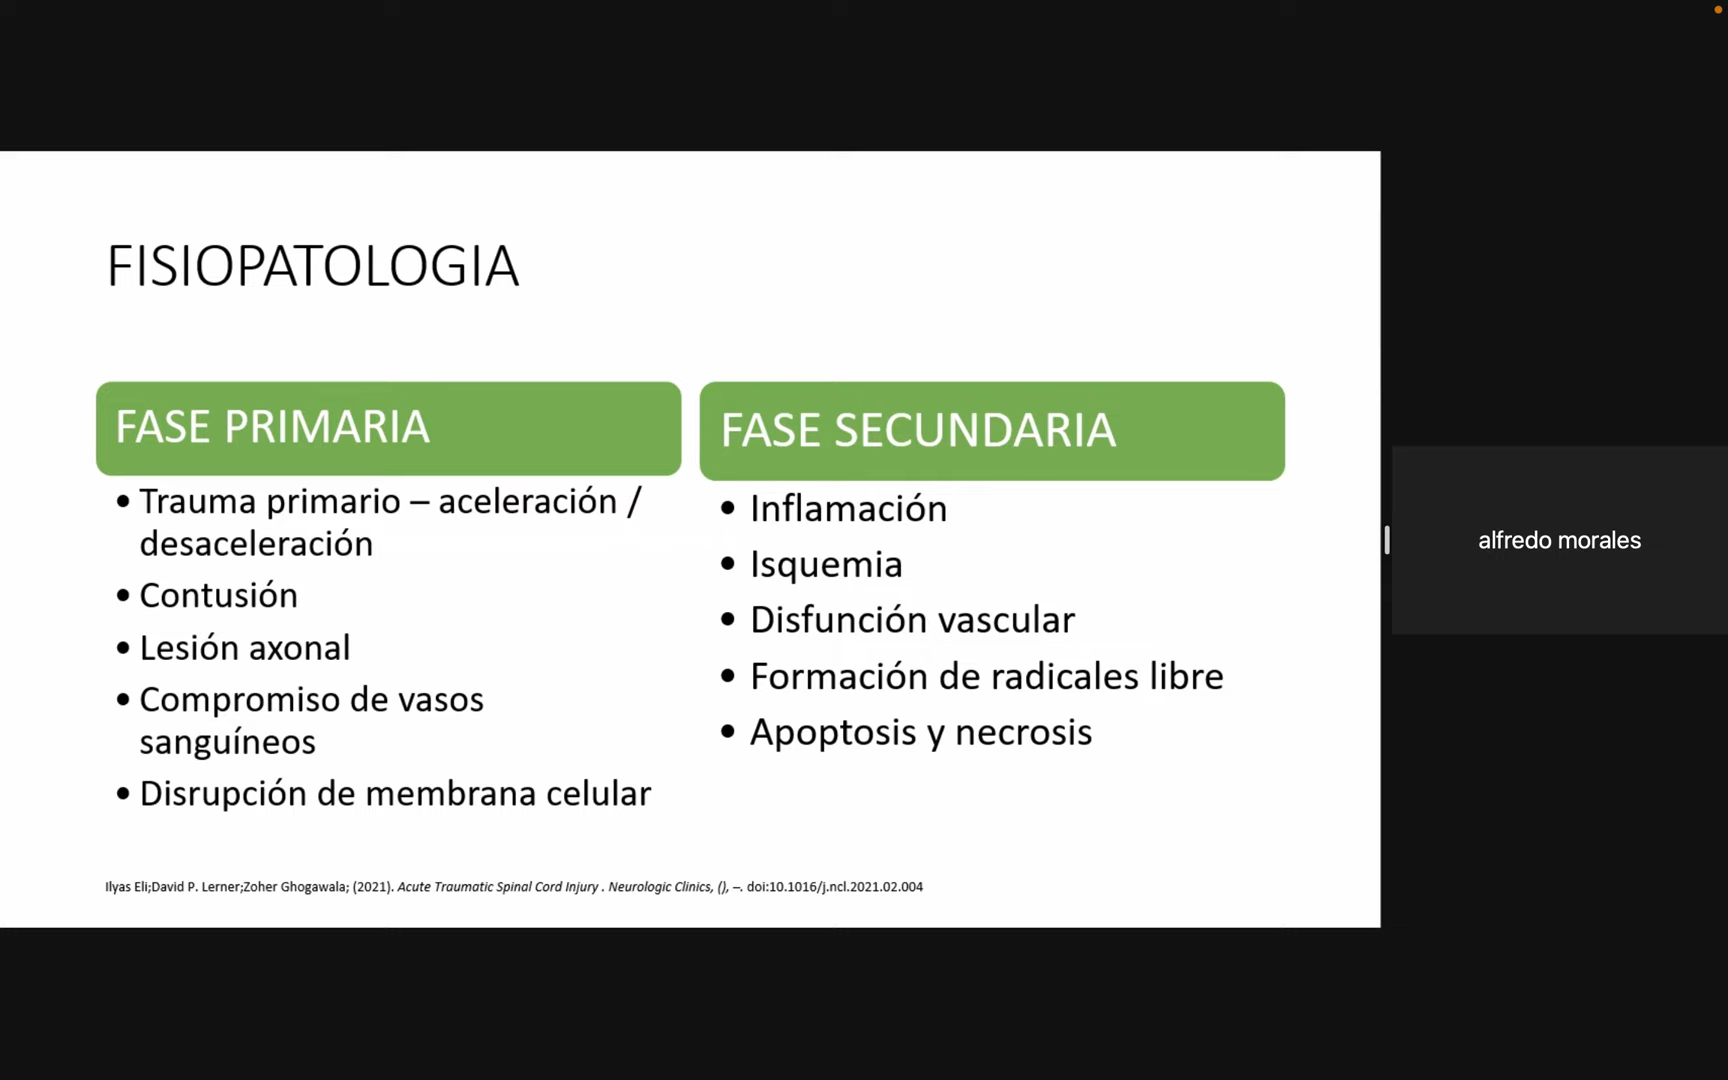 FISIOPATOLOGIA
FASE PRIMARIA
• Trauma primario – aceleración /
desaceleración
• Contusión
• Lesión axonal
• Compromiso de vasos
sanguíneos
• Disrupción de membrana celular
FASE SECUNDARIA
• Inflamación
• Isquemia
• Disfunción vascular
• Formación de radicales libre
• Apoptosis y necrosis
Ilyas Eli;David P. Lerner;Zoher Ghogawala; (2021). Acute Traumatic Spinal Cord Injury . Neurologic Clinics, (), –. doi:10.1016/j.ncl.2021.02.004
alfredo morales